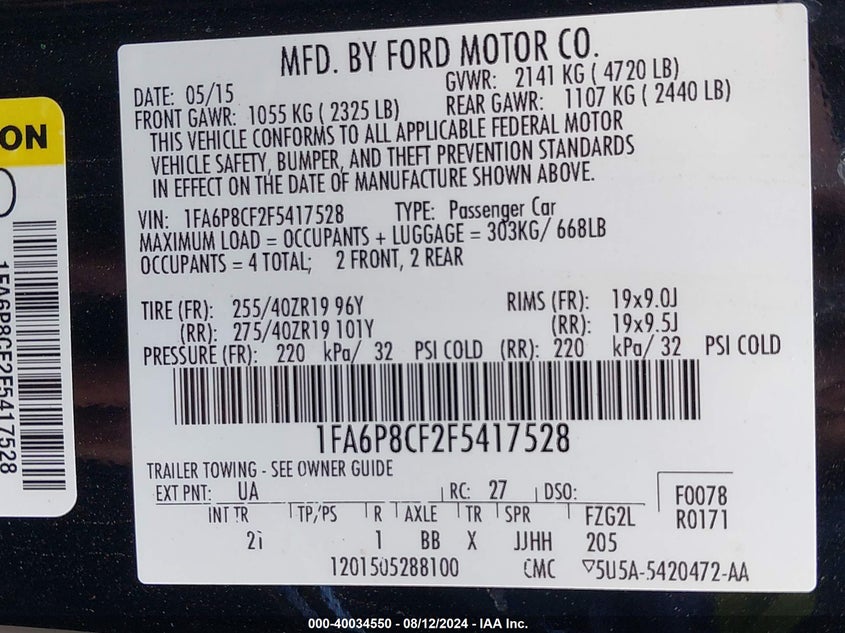 MFD. BY FORD MOTOR CO.
DATE: 05/15
GVWR: 2141 KG ( 4720 LB)
FRONT GAWR: 1055 KG ( 2325 LB)
REAR GAWR: 1107 KG ( 2440 LB)
THIS VEHICLE CONFORMS TO ALL APPLICABLE FEDERAL MOTOR
VEHICLE SAFETY, BUMPER, AND THEFT PREVENTION STANDARDS
IN EFFECT ON THE DATE OF MANUFACTURE SHOWN ABOVE.
VIN: 1FA6P8CF2F5417528 TYPE: Passenger Car
MAXIMUM LOAD = OCCUPANTS + LUGGAGE = 303KG/ 668LB
OCCUPANTS = 4 TOTAL; 2 FRONT, 2 REAR
TIRE (FR): 255/40ZR19 96Y RIMS (FR): 19x9.0J
(RR): 275/40ZR19 101Y (RR): 19x9.5J
PRESSURE (FR): 220 kPa/ 32 PSI COLD (RR): 220 kPa/ 32 PSI COLD
1FA6P8CF2F5417528
TRAILER TOWING - SEE OWNER GUIDE
EXT PNT: UA RC: 27 DSO: F0078
INT TR TP/PS R AXLE TR SPR FZG2L R0171
2i 1 BB X JJHH 205
1201505288100 CMC ▽5U5A-5420472-AA
ON
1FA6P8CF2F5417528
000-40034550 - 08/12/2024 - IAA Inc.